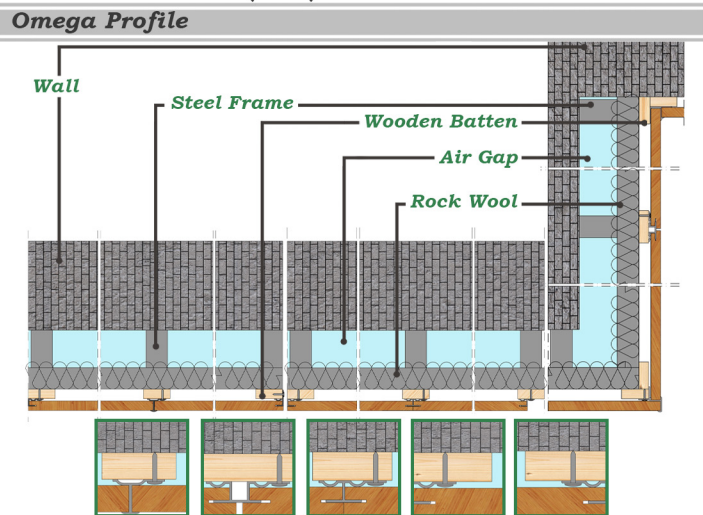 Omega Profile
Wall
Steel Frame
Wooden Batten
Air Gap
Rock Wool